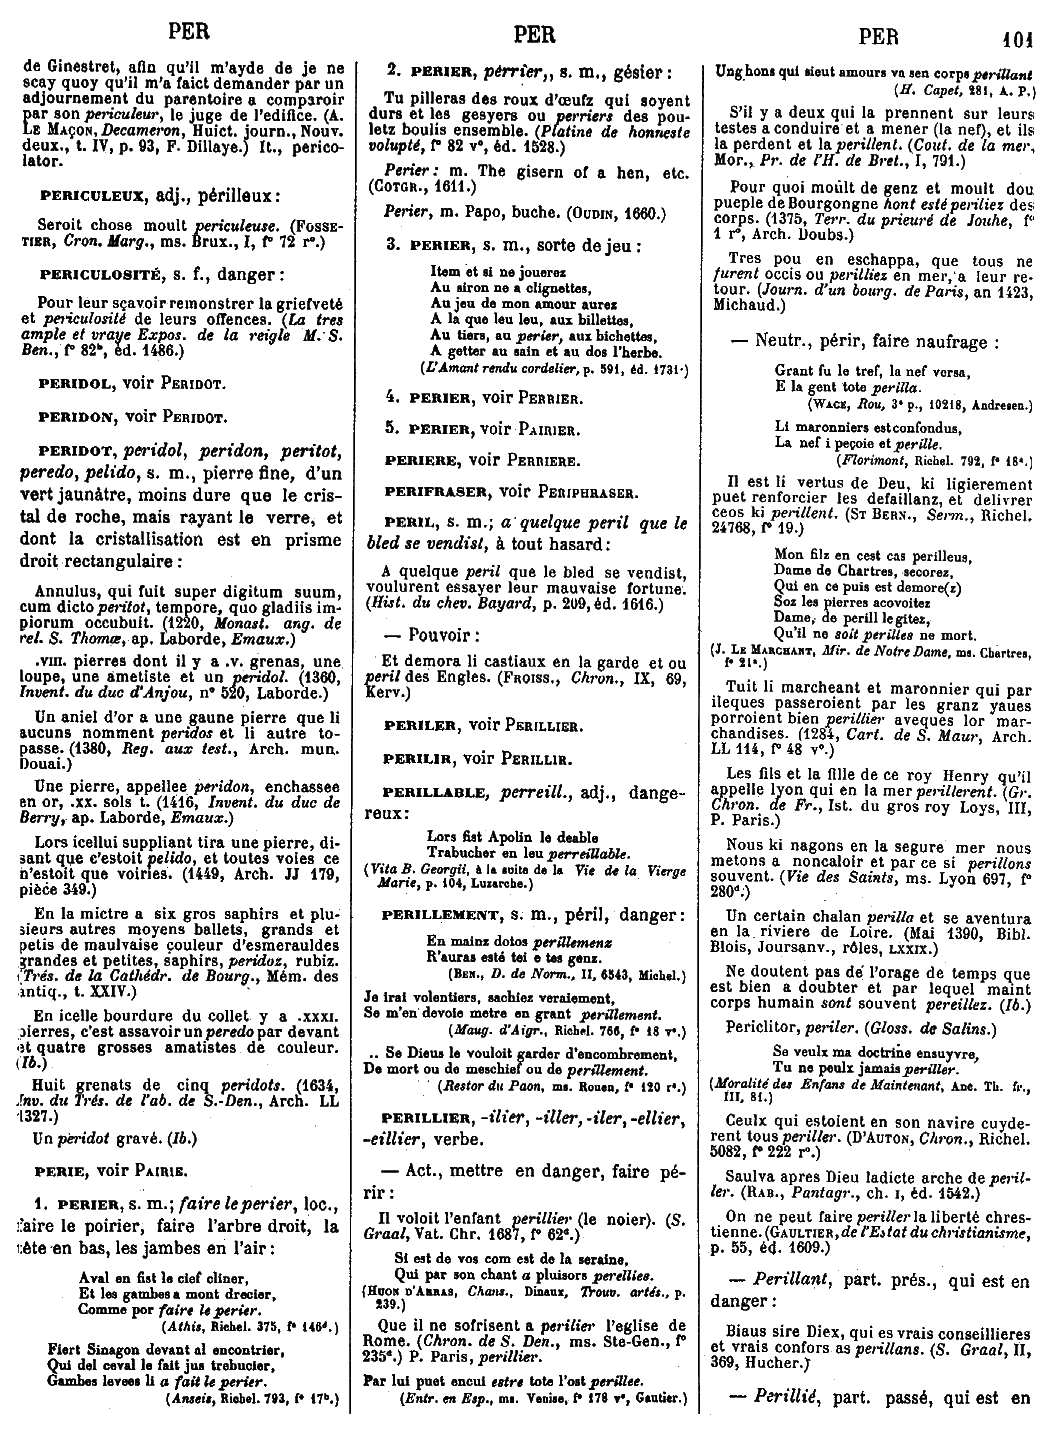 PER
PER
PER 101
de Ginestret, afin qu'il m'ayde de je ne
scay quoy qu'il m'a faict demander par un
adjournement du parentoire a comparoir
par son periculeur, le juge de l'edifice. (A.
LE MAÇON, Decameron, Huict. journ., Nouv.
deux., t. IV, p. 93, F. Dillaye.) It., perico-
lator.
PERICULEUX, adj., périlleux :
Seroit chose moult periculeuse. (FOSSE-
TIER, Cron. Marg., ms. Brux., I, f° 72 r°.)
PERICULOSITÉ, s. f., danger :
Pour leur sçavoir remonstrer la griefveté
et periculosité de leurs offences. (La tres
ample et vraye Expos. de la reigle M. S.
Ben., f° 82ᵇ, éd. 1486.)
PERIDOL, voir PERIDOT.
PERIDON, voir PERIDOT.
PERIDOT, peridol, peridon, peritot,
peredo, pelido, s. m., pierre fine, d'un
vert jaunâtre, moins dure que le cris-
tal de roche, mais rayant le verre, et
dont la cristallisation est en prisme
droit rectangulaire :
Annulus, qui fuit super digitum suum,
cum dicto peritot, tempore, quo gladiis im-
piorum occubuit. (1220, Monast. ang. de
rel. S. Thomæ, ap. Laborde, Emaux.)
.VIII. pierres dont il y a .v. grenas, une
loupe, une ametiste et un peridol. (1360,
Invent. du duc d'Anjou, n° 520, Laborde.)
Un aniel d'or a une gaune pierre que li
aucuns nomment peridos et li autre to-
passe. (1380, Reg. aux test., Arch. mun.
Douai.)
Une pierre, appellee peridon, enchassee
en or, .xx. sols t. (1416, Invent. du duc de
Berry, ap. Laborde, Emaux.)
Lors icellui suppliant tira une pierre, di-
sant que c'estoit pelido, et toutes voies ce
n'estoit que voiries. (1449, Arch. JJ 179,
pièce 349.)
En la mictre a six gros saphirs et plu-
sieurs autres moyens ballets, grands et
petis de maulvaise couleur d'esmerauldes
grandes et petites, saphirs, peridoz, rubiz.
(Trés. de la Cathédr. de Bourg., Mém. des
antiq., t. XXIV.)
En icelle bourdure du collet y a .XXXI.
pierres, c'est assavoir un peredo par devant
et quatre grosses amatistes de couleur.
(Ib.)
Huit grenats de cinq peridots. (1634,
Inv. du Trés. de l'ab. de S.-Den., Arch. LL
1327.)
Un péridot gravé. (Ib.)
PERIE, voir PAIRIE.
1. PERIER, s. m.; faire le perier, loc.,
faire le poirier, faire l'arbre droit, la
tête en bas, les jambes en l'air :
Aval en fist le cief cliner,
Et les gambes a mont drecier,
Comme por faire le perier.
(Athis, Richel. 375, f° 146ᵈ.)
Fiert Sinagon devant al encontrier,
Qui del ceval le fait jus trebucier,
Gambes levees li a fait le perier.
(Anseis, Richel. 793, f° 17ᵇ.)
2. PERIER, périer,, s. m., gésier :
Tu pilleras des roux d'œufz qui soyent
durs et les gesyers ou perriers des pou-
letz boulis ensemble. (Platine de honneste
volupté, f° 82 v°, éd. 1528.)
Perier : m. The gisern of a hen, etc.
(COTGR., 1611.)
Perier, m. Papo, buche. (OUDIN, 1660.)
3. PERIER, s. m., sorte de jeu :
Item et si ne jouerez
Au siron ne a clignettes,
Au jeu de mon amour aurez
A la que leu leu, aux billettes,
Au tiers, au perier, aux bichettes,
A getter au sain et au dos l'herbe.
(L'Amant rendu cordelier, p. 591, éd. 1731.)
4. PERIER, voir PERRIER.
5. PERIER, voir PAIRIER.
PERIERE, voir PERRIERE.
PERIFRASER, voir PERIPHRASER.
PERIL, s. m.; a quelque peril que le
bled se vendist, à tout hasard :
A quelque peril que le bled se vendist,
voulurent essayer leur mauvaise fortune.
(Hist. du chev. Bayard, p. 209, éd. 1616.)
— Pouvoir :
Et demora li castiaux en la garde et ou
peril des Engles. (FROISS., Chron., IX, 69,
Kerv.)
PERILER, voir PERILLIER.
PERILIR, voir PERILLIR.
PERILLABLE, perreill., adj., dange-
reux :
Lors fist Apolin le deable
Trabucher en leu perreillable.
(Vita B. Georgii, à la suite de la Vie de la Vierge
Marie, p. 104, Luzarche.)
PERILLEMENT, s. m., péril, danger :
En mainz dotos perillemenz
R'auras esté tei e tes genz.
(BEN., D. de Norm., II, 6543, Michel.)
Je irai volentiers, sachiez veraiement,
Se m'en devoie metre en grant perillement.
(Maug. d'Aigr., Richel. 766, f° 18 v°.)
.. Se Dieus le vouloit garder d'encombrement,
De mort ou de meschief ou de perillement.
(Restor du Paon, ms. Rouen, f° 120 r°.)
PERILLIER, -ilier, -iller, -iler, -ellier,
-eillier, verbe.
— Act., mettre en danger, faire pé-
rir :
Il voloit l'enfant perillier (le noier). (S.
Graal, Vat. Chr. 1687, f° 62ᵈ.)
Si est de vos com est de la seraine,
Qui par son chant a pluisors perellies.
(HUON D'ARRAS, Chans., Dinaux, Trouv. artés., p.
239.)
Que il ne sofrisent a perilier l'eglise de
Rome. (Chron. de S. Den., ms. Ste-Gen., f°
235ᵈ.) P. Paris, perillier.
Par lui puet encui estre tote l'ost perillee.
(Entr. en Esp., ms. Venise, f° 178 v°, Gautier.)
Ung hons qui sieut amours va sen corps perillant
(H. Capet, 281, A. P.)
S'il y a deux qui la prennent sur leurs
testes a conduire et a mener (la nef), et ils
la perdent et la perillent. (Cout. de la mer,
Mor., Pr. de l'H. de Bret., I, 791.)
Pour quoi moult de genz et moult dou
pueple de Bourgongne hont esté periliez des
corps. (1375, Terr. du prieuré de Jouhe, f°
1 r°, Arch. Doubs.)
Tres pou en eschappa, que tous ne
furent occis ou perilliez en mer, a leur re-
tour. (Journ. d'un bourg. de Paris, an 1423,
Michaud.)
— Neutr., périr, faire naufrage :
Grant fu le tref, la nef versa,
E la gent tote perilla.
(WACE, Rou, 3ᵉ p., 10218, Andresen.)
Li maronniers est confondus,
La nef i peçoie et perille.
(Florimont, Richel. 792, f° 18ᵃ.)
Il est li vertus de Deu, ki ligierement
puet renforcier les defaillanz, et delivrer
ceos ki perillent. (ST BERN., Serm., Richel.
24768, f° 19.)
Mon filz en cest cas perilleus,
Dame de Chartres, secorez,
Qui en ce puis est demore(z)
Soz les pierres acovoitez
Dame, de perill le gitez,
Qu'il ne soit perilles ne mort.
(J. LE MARCHANT, Mir. de Notre Dame, ms. Chartres,
f° 21ᵃ.)
Tuit li marcheant et maronnier qui par
ileques passeroient par les granz yaues
porroient bien perillier aveques lor mar-
chandises. (1284, Cart. de S. Maur, Arch.
LL 114, f° 48 v°.)
Les fils et la fille de ce roy Henry qu'il
appelle lyon qui en la mer perillerent. (Gr.
Chron. de Fr., Ist. du gros roy Loys, III,
P. Paris.)
Nous ki nagons en la segure mer nous
metons a noncaloir et par ce si perillons
souvent. (Vie des Saints, ms. Lyon 697, f°
280ᵈ.)
Un certain chalan perilla et se aventura
en la riviere de Loire. (Mai 1390, Bibl.
Blois, Joursanv., rôles, LXXIX.)
Ne doutent pas de l'orage de temps que
est bien a doubter et par lequel maint
corps humain sont souvent pereillez. (Ib.)
Periclitor, periler. (Gloss. de Salins.)
Se veulx ma doctrine ensuyvre,
Tu ne peulx jamais periller.
(Moralité des Enfans de Maintenant, Anc. Th. fr.,
III, 81.)
Ceulx qui estoient en son navire cuyde-
rent tous periller. (D'AUTON, Chron., Richel.
5082, f° 222 r°.)
Saulva apres Dieu ladicte arche de peril-
ler. (RAB., Pantagr., ch. I, éd. 1542.)
On ne peut faire periller la liberté chres-
tienne. (GAULTIER, de l'Estat du christianisme,
p. 55, éd. 1609.)
— Perillant, part. prés., qui est en
danger :
Biaus sire Diex, qui es vrais conseillieres
et vrais confors as perillans. (S. Graal, II,
369, Hucher.)
— Perillié, part. passé, qui est en